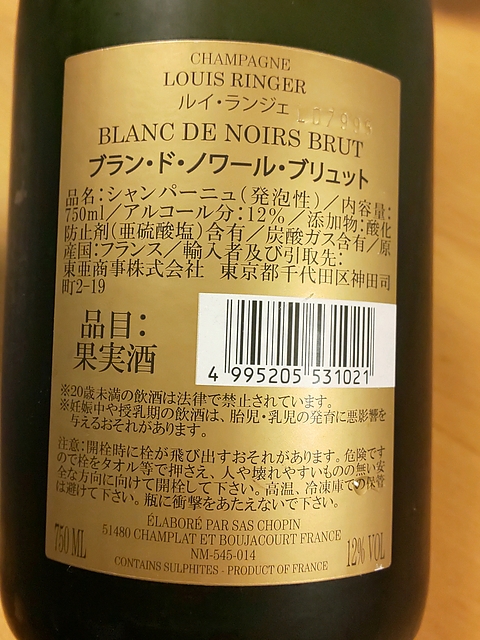 CHAMPAGNE
LOUIS RINGER
ルイ・ランジェ
BLANC DE NOIRS BRUT
ブラン・ド・ノワール・ブリュット
品名：シャンパーニュ（発泡性）／内容量：
750ml／アルコール分：12％／添加物：酸化
防止剤（亜硫酸塩）含有／炭酸ガス含有／原
産国：フランス／輸入者及び引取先：
東亜商事株式会社 東京都千代田区神田司
町2-19
品目：
果実酒
4 995205 531021
※20歳未満の飲酒は法律で禁止されています。
※妊娠中や授乳期の飲酒は、胎児・乳児の発育に悪影響を
与えるおそれがあります。
注意：開栓時に栓が飛び出すおそれがあります。危険です
ので栓をタオル等で押さえ、人や壊れやすいものの無い安
全な方向に向けて開栓して下さい。高温、冷凍庫での保管
は避けて下さい。瓶に衝撃をあたえないで下さい。
ÉLABORÉ PAR SAS CHOPIN
51480 CHAMPLAT ET BOUJACOURT FRANCE
NM-545-014
CONTAINS SULPHITES - PRODUCT OF FRANCE
750 ML
12% VOL